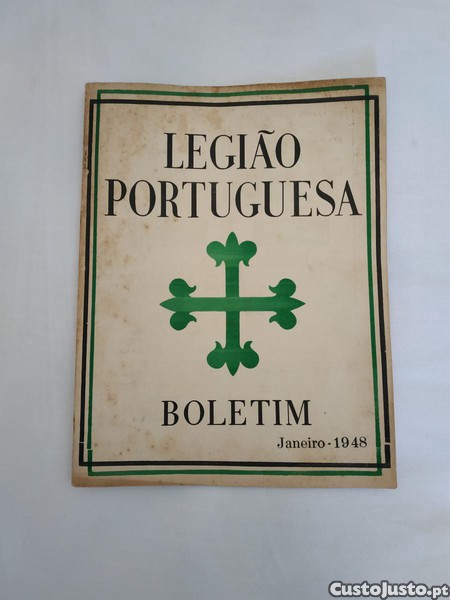 LEGIÃO
PORTUGUESA
BOLETIM
Janeiro - 1948
CustoJusto.pt